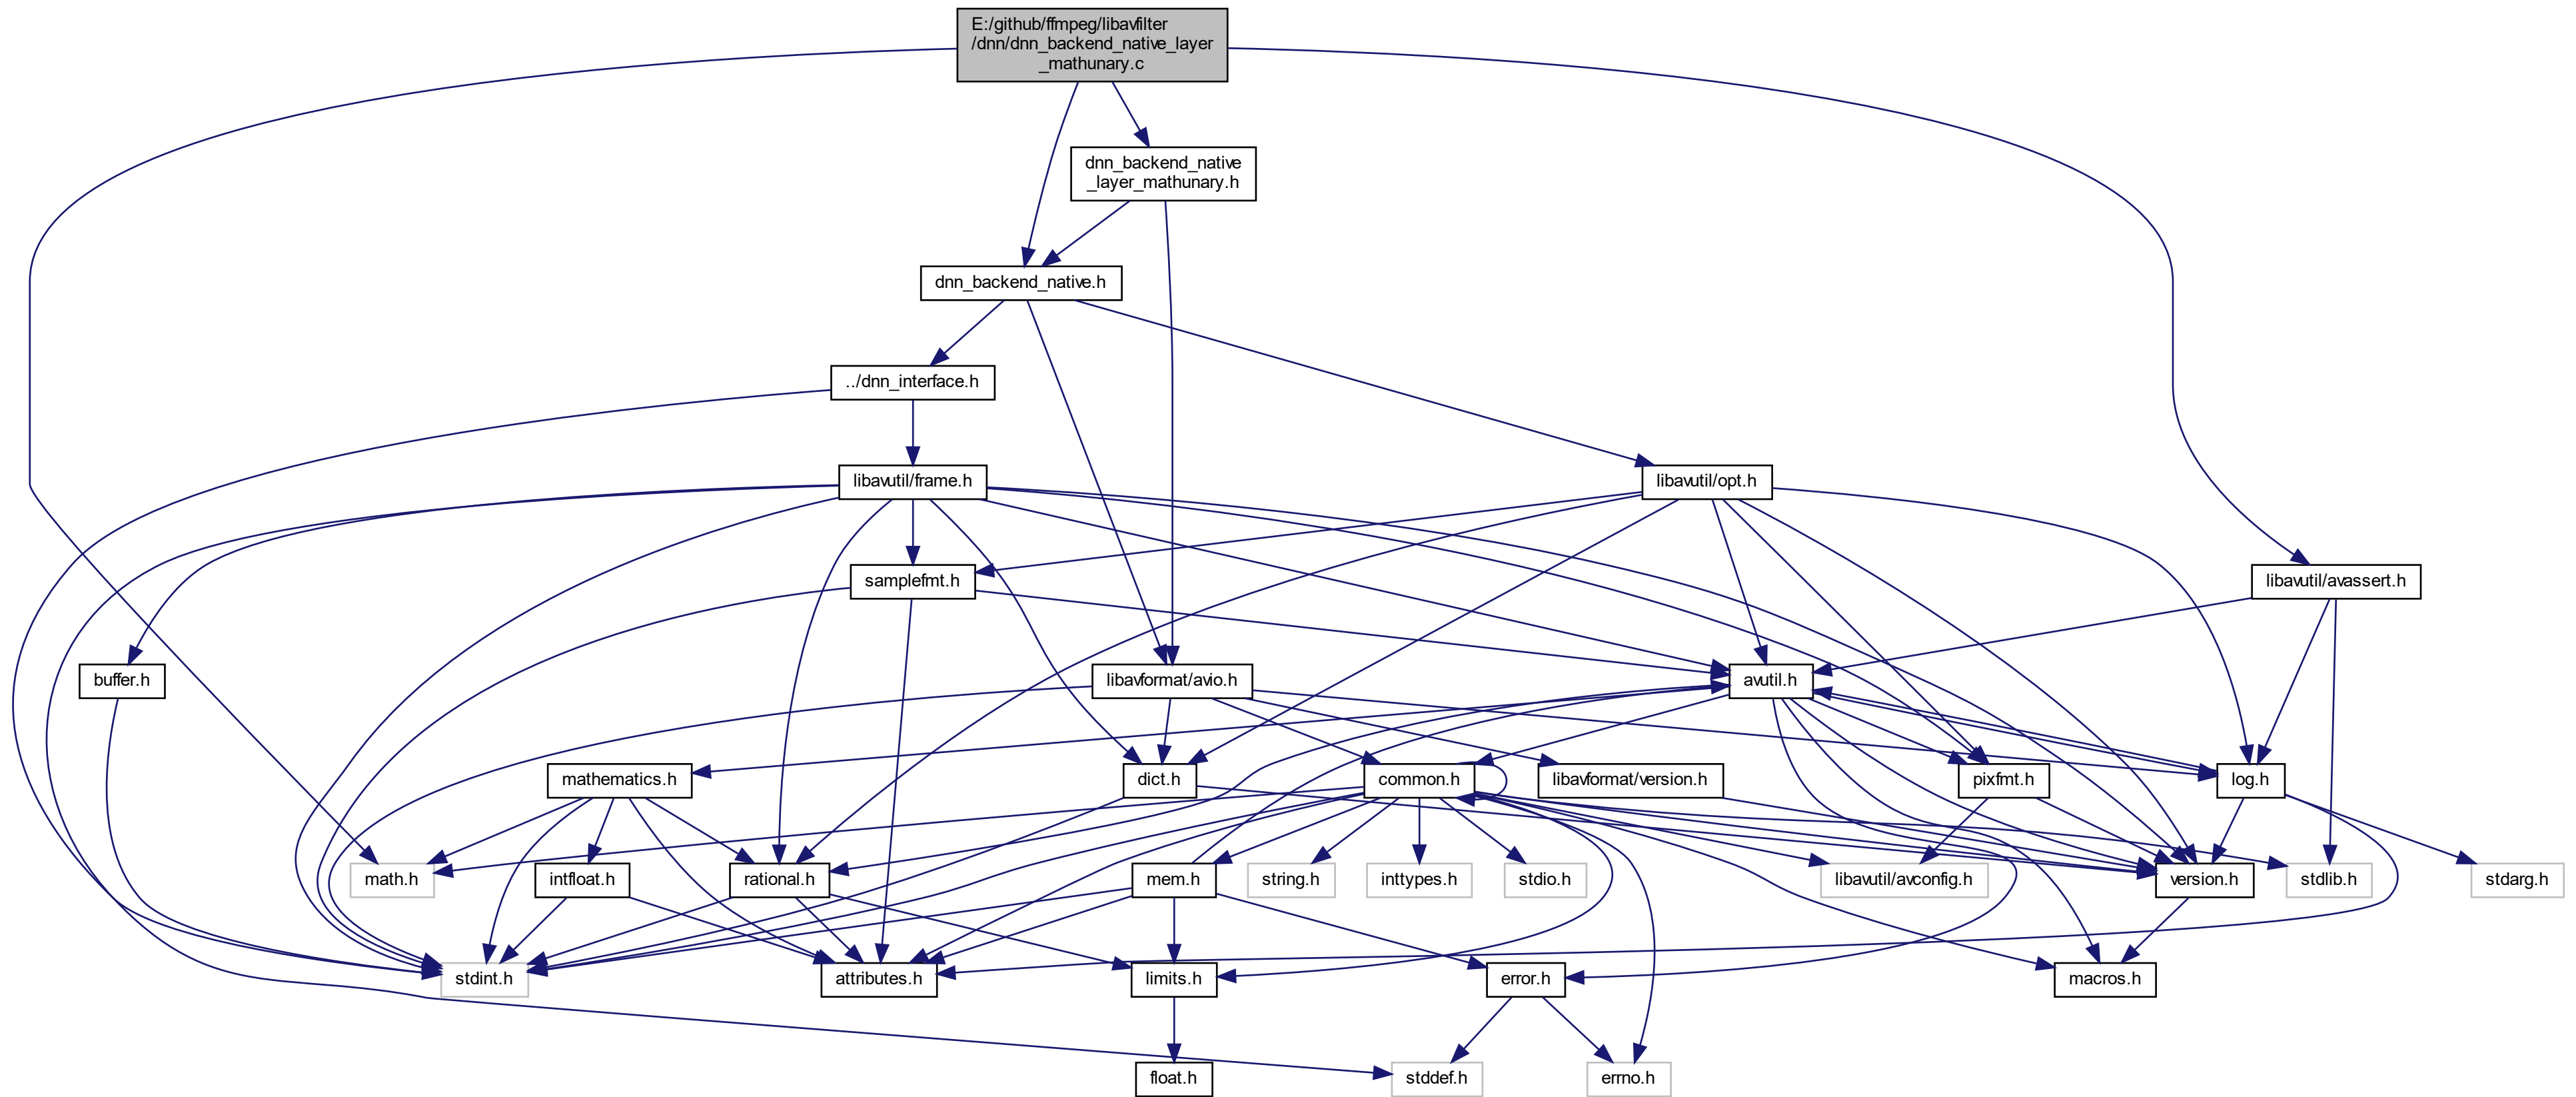 E:/github/ffmpeg/libavfilter
/dnn/dnn_backend_native_layer
_mathunary.c
dnn_backend_native
_layer_mathunary.h
dnn_backend_native.h
../dnn_interface.h
libavutil/frame.h
libavutil/opt.h
samplefmt.h
libavutil/avassert.h
buffer.h
libavformat/avio.h
avutil.h
mathematics.h
dict.h
common.h
libavformat/version.h
pixfmt.h
log.h
math.h
intfloat.h
rational.h
mem.h
string.h
inttypes.h
stdio.h
libavutil/avconfig.h
version.h
stdlib.h
stdarg.h
stdint.h
attributes.h
limits.h
error.h
macros.h
float.h
stddef.h
errno.h